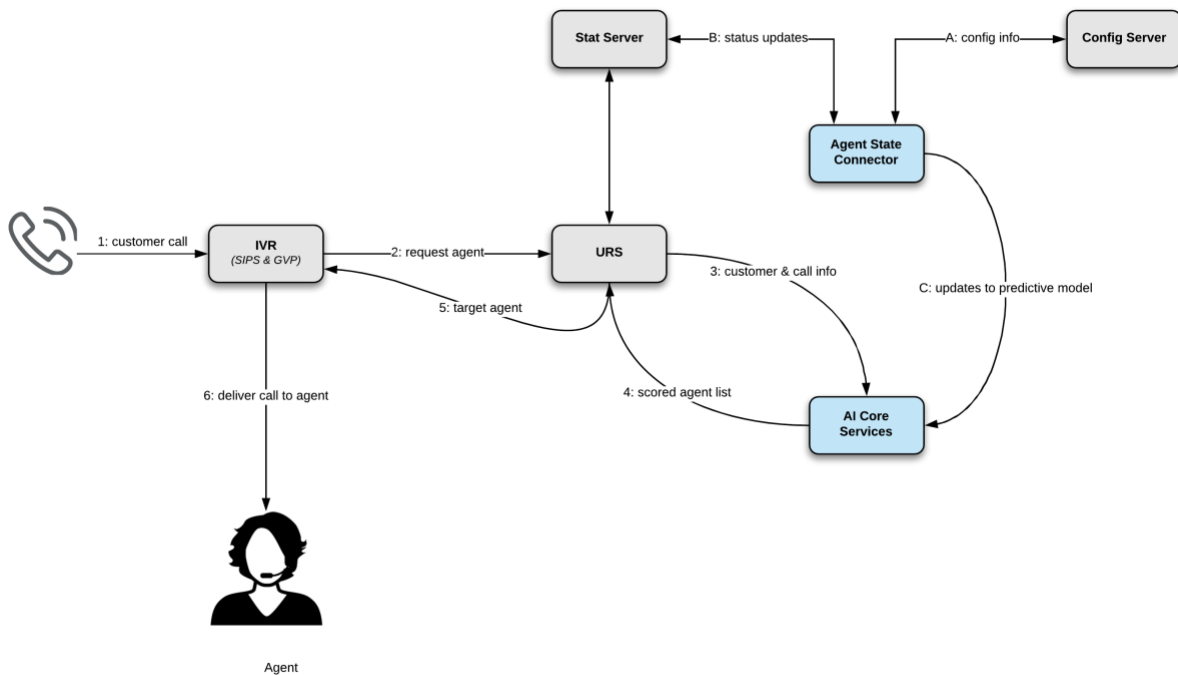 Stat Server
B: status updates
A: config info
Config Server
Agent State
Connector
1: customer call
IVR
(SIPS & GVP)
2: request agent
URS
3: customer & call info
C: updates to predictive model
5: target agent
6: deliver call to agent
4: scored agent list
AI Core
Services
Agent